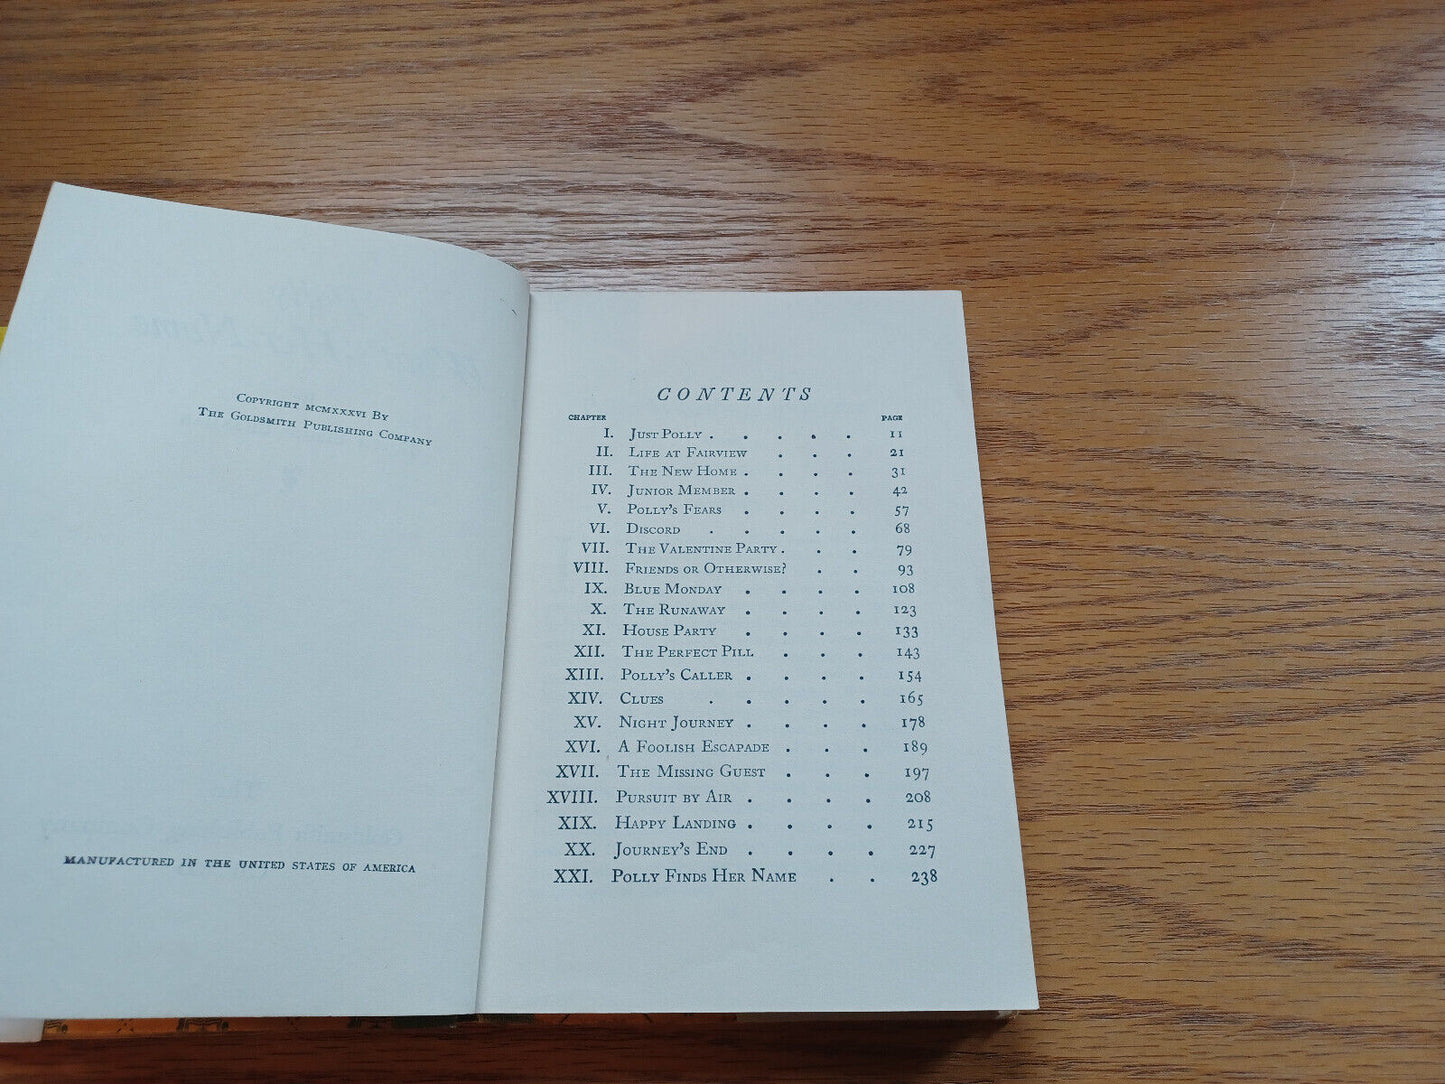 COPYRIGHT MCMXXXVI BY
THE GOLDSMITH PUBLISHING COMPANY
MANUFACTURED IN THE UNITED STATES OF AMERICA
CONTENTS
CHAPTER PAGE
I. JUST POLLY . . . . . 11
II. LIFE AT FAIRVIEW . . . 21
III. THE NEW HOME . . . . 31
IV. JUNIOR MEMBER . . . . 42
V. POLLY'S FEARS . . . . 57
VI. DISCORD . . . . . 68
VII. THE VALENTINE PARTY . . . 79
VIII. FRIENDS OR OTHERWISE? . . 93
IX. BLUE MONDAY . . . . 108
X. THE RUNAWAY . . . . 123
XI. HOUSE PARTY . . . . 133
XII. THE PERFECT PILL . . . 143
XIII. POLLY'S CALLER . . . . 154
XIV. CLUES . . . . . 165
XV. NIGHT JOURNEY . . . . 178
XVI. A FOOLISH ESCAPADE . . . 189
XVII. THE MISSING GUEST . . . 197
XVIII. PURSUIT BY AIR . . . . 208
XIX. HAPPY LANDING . . . . 215
XX. JOURNEY'S END . . . . 227
XXI. POLLY FINDS HER NAME . . 238